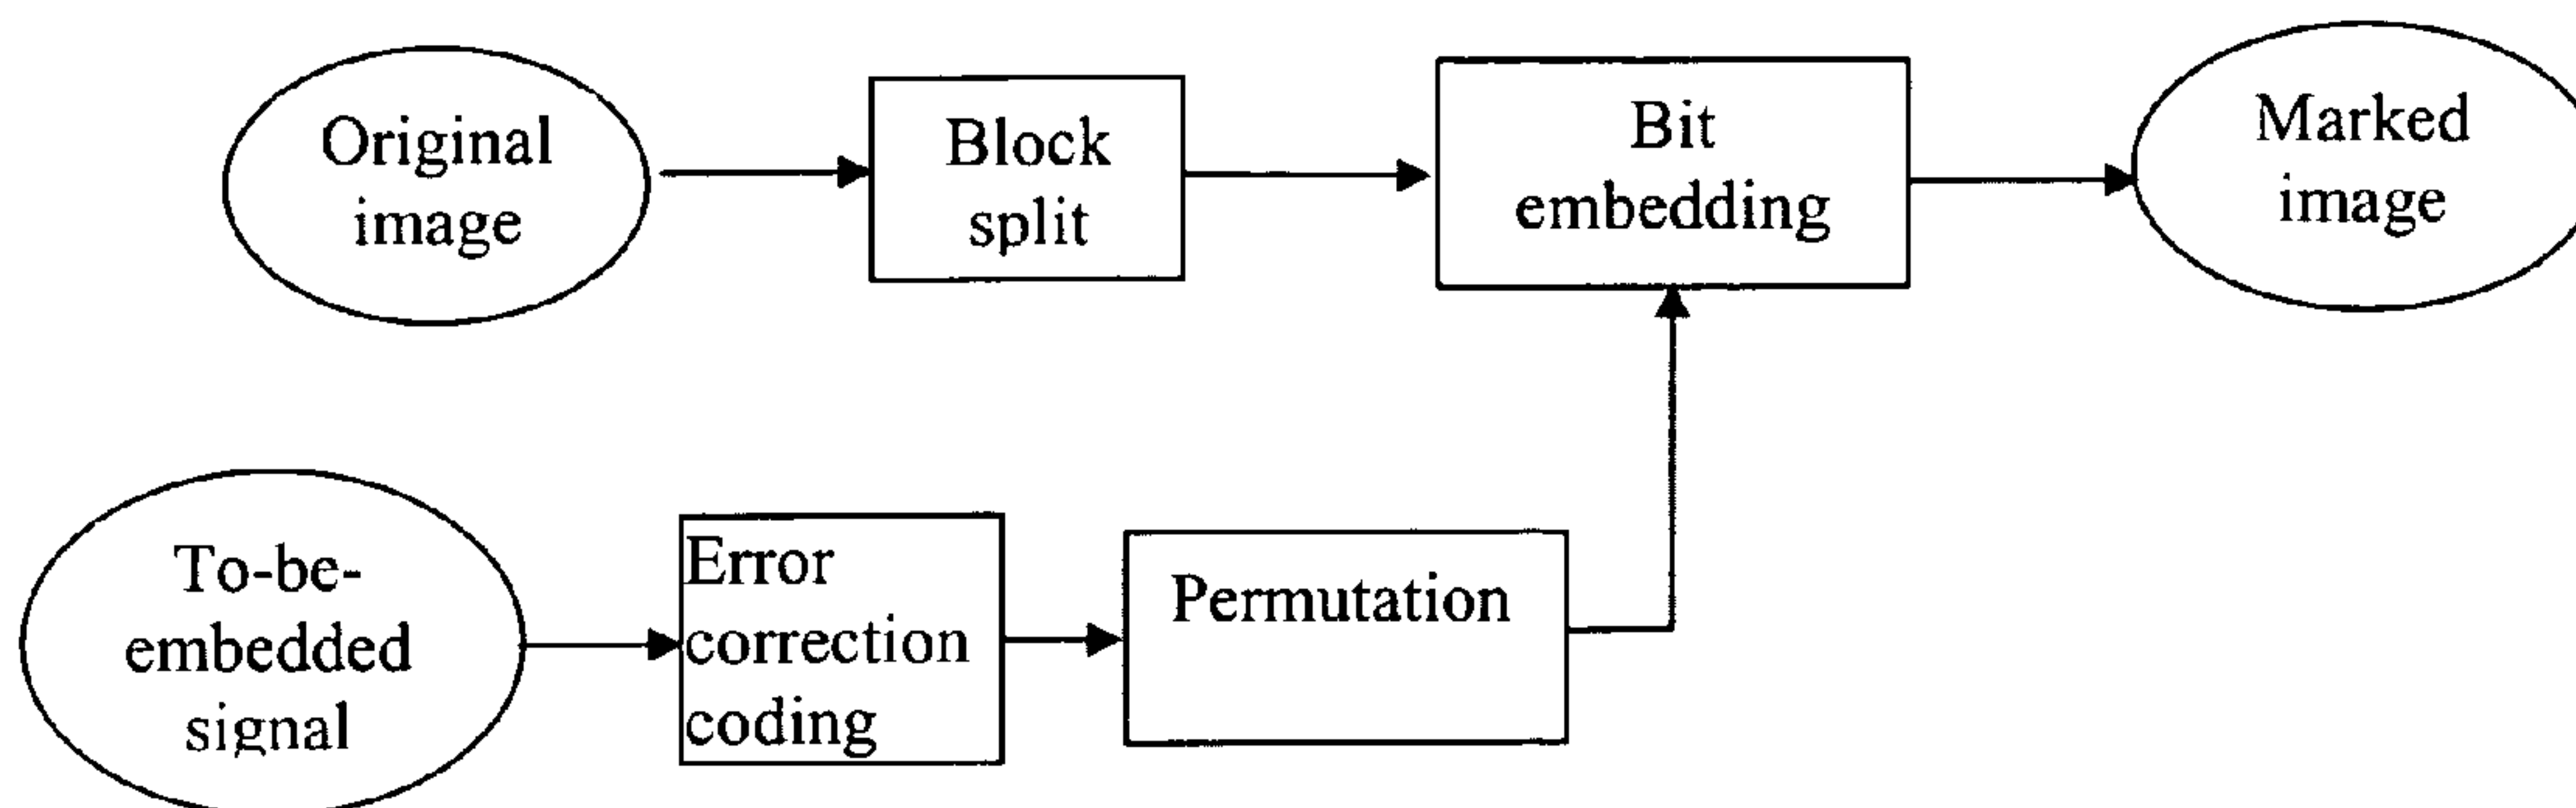 Original
image
Block
split
Bit
embedding
Marked
image
To-be-
embedded
signal
Error
correction
coding
Permutation